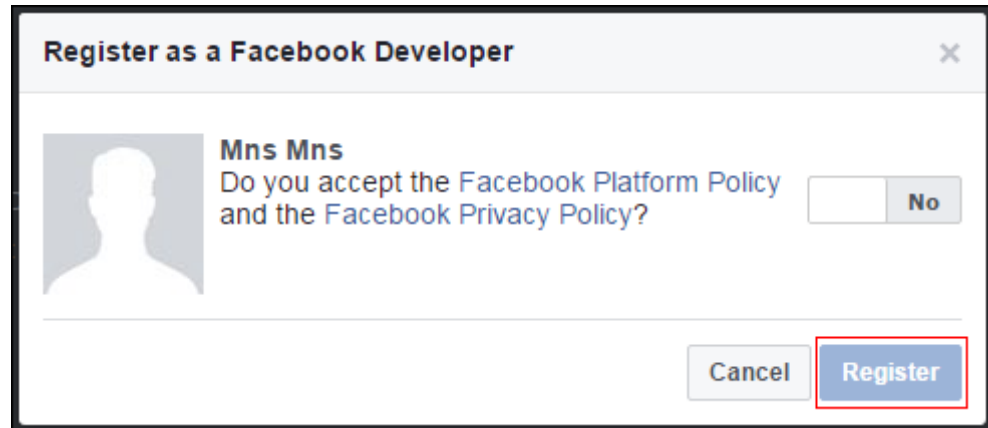 Register as a Facebook Developer
Mns Mns
Do you accept the Facebook Platform Policy
and the Facebook Privacy Policy?
No
Cancel
Register